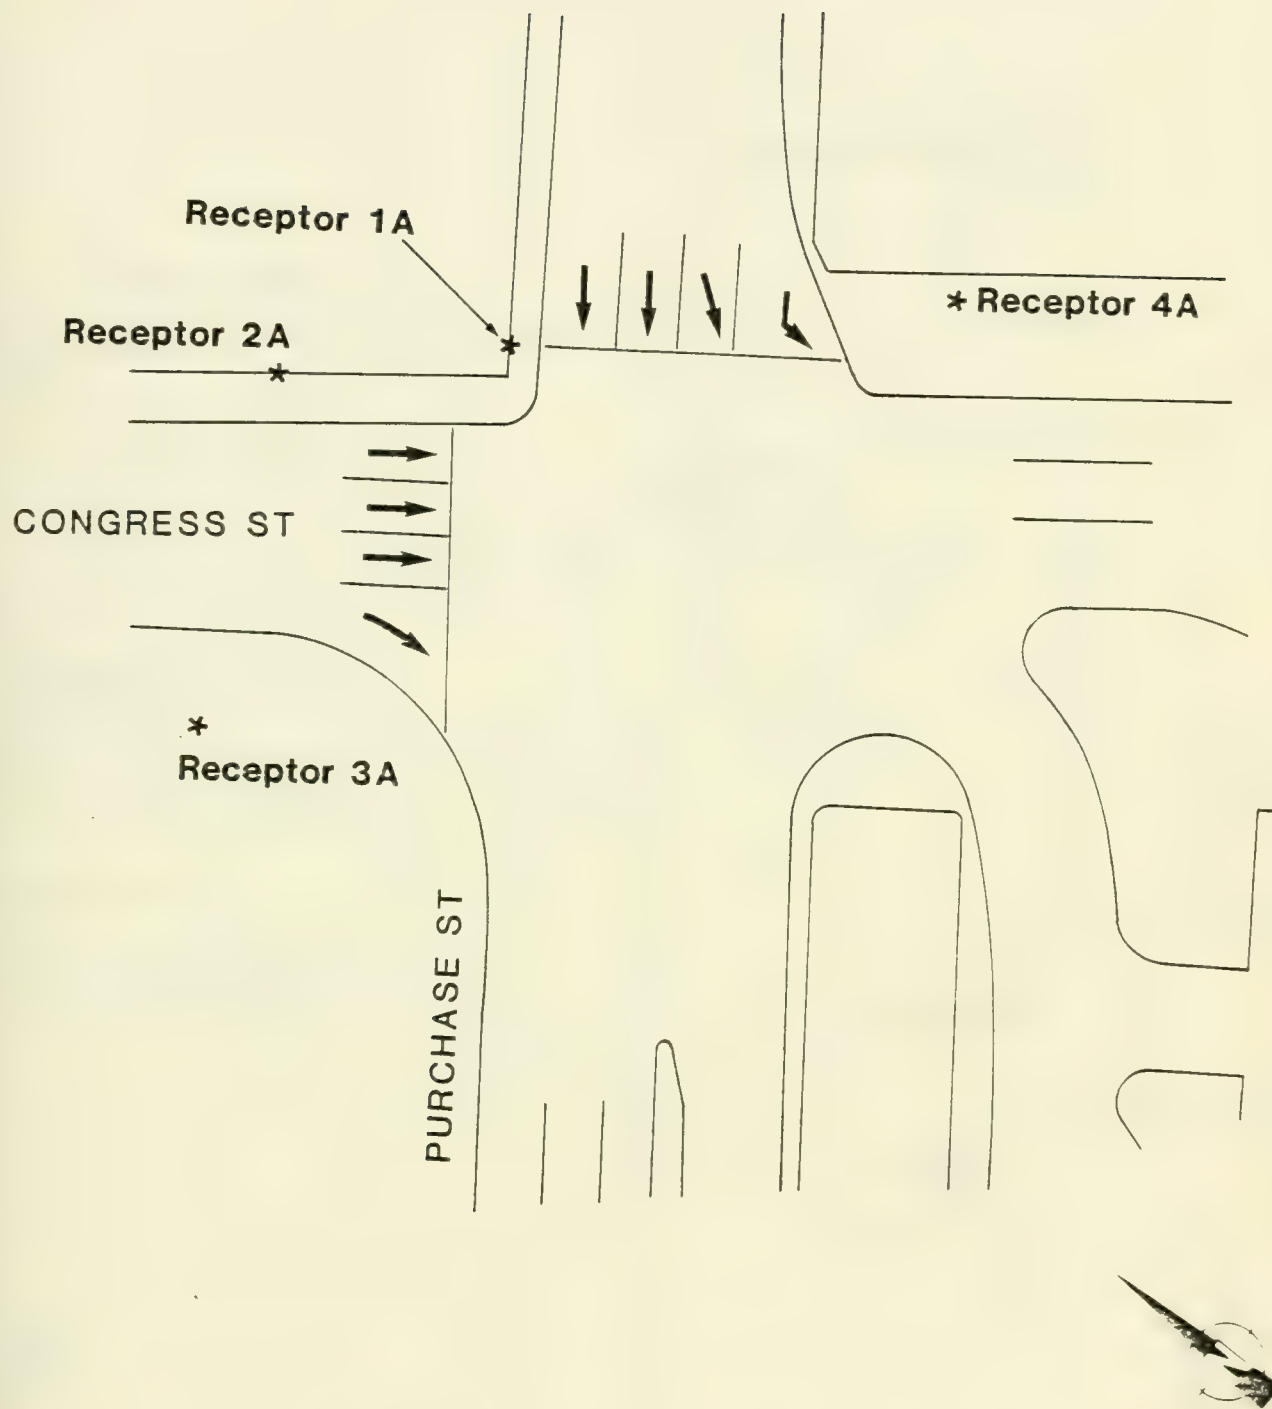 Receptor 1A
Receptor 2A
* Receptor 4A
CONGRESS ST
Receptor 3A
PURCHASE ST